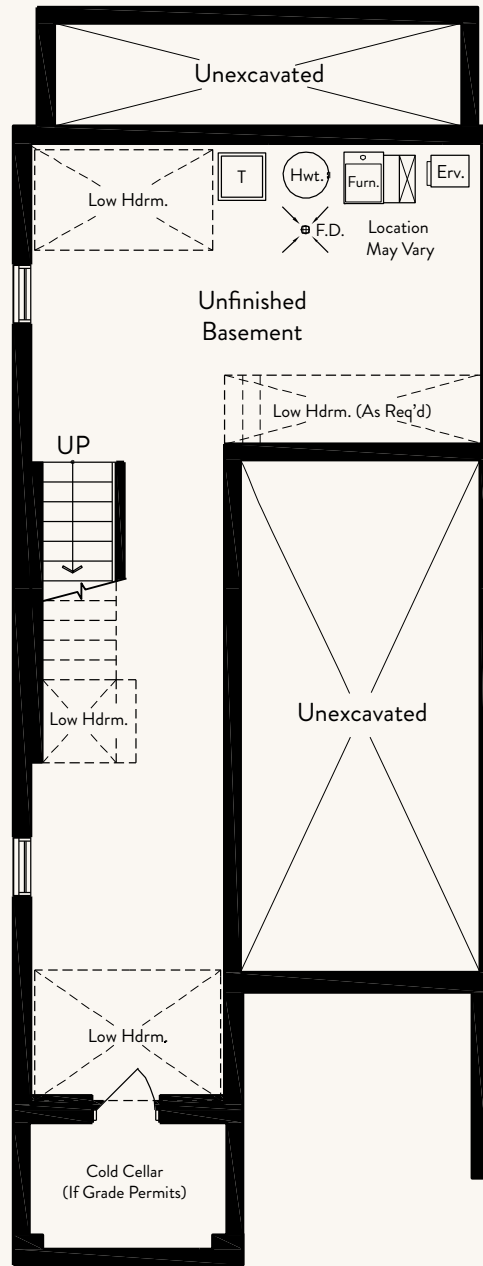 Unexcavated
T
Hwt.
Furn.
Erv.
Low Hdrm.
F.D.
Location
May Vary
Unfinished
Basement
Low Hdrm. (As Req'd)
UP
Low Hdrm.
Unexcavated
Low Hdrm.
Cold Cellar
(If Grade Permits)